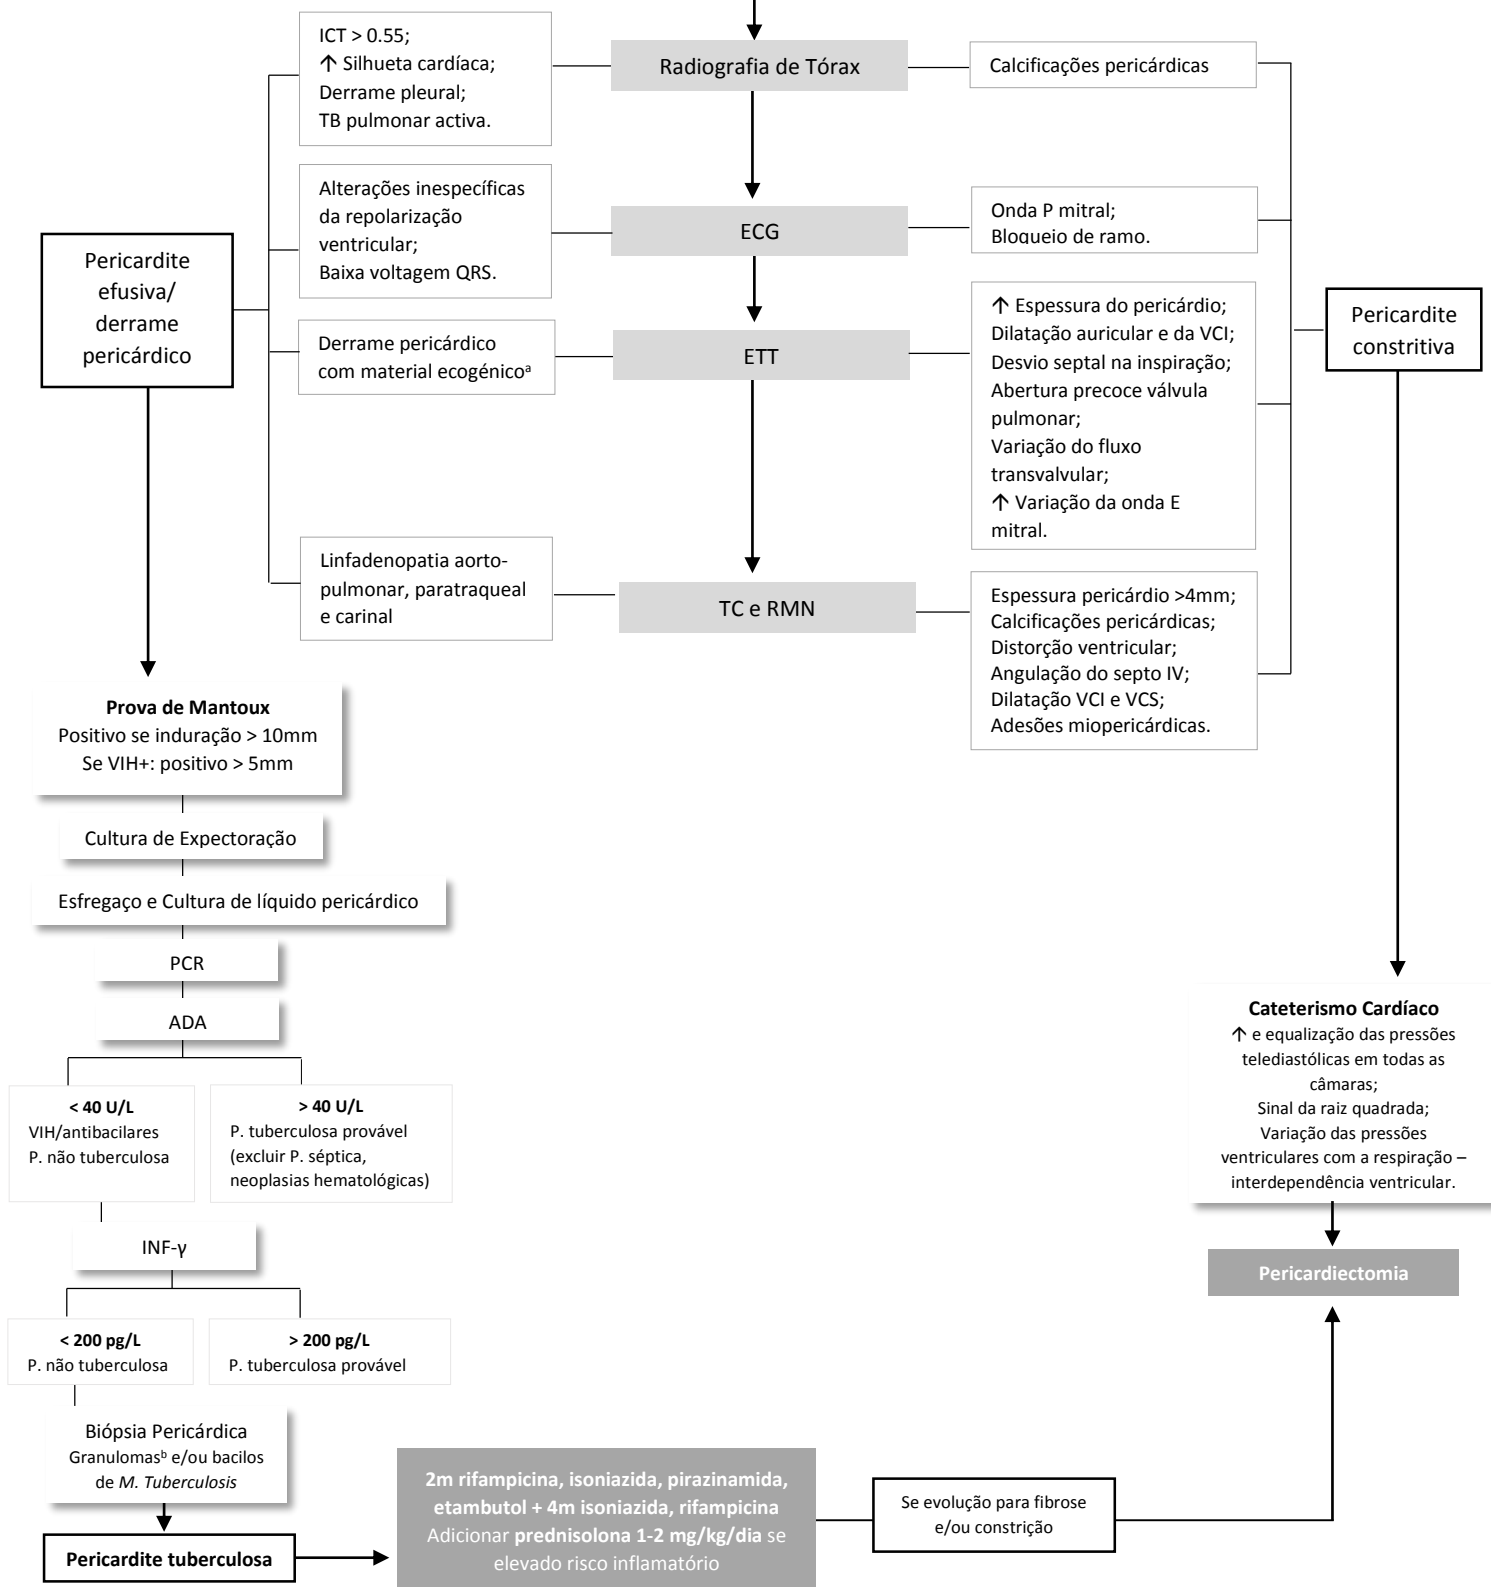 ICT > 0.55;
↑ Silhueta cardíaca;
Derrame pleural;
TB pulmonar activa.
Radiografia de Tórax
Calcificações pericárdicas
Alterações inespecíficas
da repolarização
ventricular;
Baixa voltagem QRS.
ECG
Onda P mitral;
Bloqueio de ramo.
Pericardite
efusiva/
derrame
pericárdico
Derrame pericárdico
com material ecogénicoᵃ
ETT
↑ Espessura do pericárdio;
Dilatação auricular e da VCI;
Desvio septal na inspiração;
Abertura precoce válvula
pulmonar;
Variação do fluxo
transvalvular;
↑ Variação da onda E
mitral.
Pericardite
constritiva
Linfadenopatia aorto-
pulmonar, paratraqueal
e carinal
TC e RMN
Espessura pericárdio >4mm;
Calcificações pericárdicas;
Distorção ventricular;
Angulação do septo IV;
Dilatação VCI e VCS;
Adesões miopericárdicas.
Prova de Mantoux
Positivo se induração > 10mm
Se VIH+: positivo > 5mm
Cultura de Expectoração
Esfregaço e Cultura de líquido pericárdico
PCR
ADA
< 40 U/L
VIH/antibacilares
P. não tuberculosa
> 40 U/L
P. tuberculosa provável
(excluir P. séptica,
neoplasias hematológicas)
INF-γ
< 200 pg/L
P. não tuberculosa
> 200 pg/L
P. tuberculosa provável
Biópsia Pericárdica
Granulomasᵇ e/ou bacilos
de M. Tuberculosis
Pericardite tuberculosa
2m rifampicina, isoniazida, pirazinamida,
etambutol + 4m isoniazida, rifampicina
Adicionar prednisolona 1-2 mg/kg/dia se
elevado risco inflamatório
Se evolução para fibrose
e/ou constrição
Cateterismo Cardíaco
↑ e equalização das pressões
telediastólicas em todas as
câmaras;
Sinal da raiz quadrada;
Variação das pressões
ventriculares com a respiração –
interdependência ventricular.
Pericardiectomia